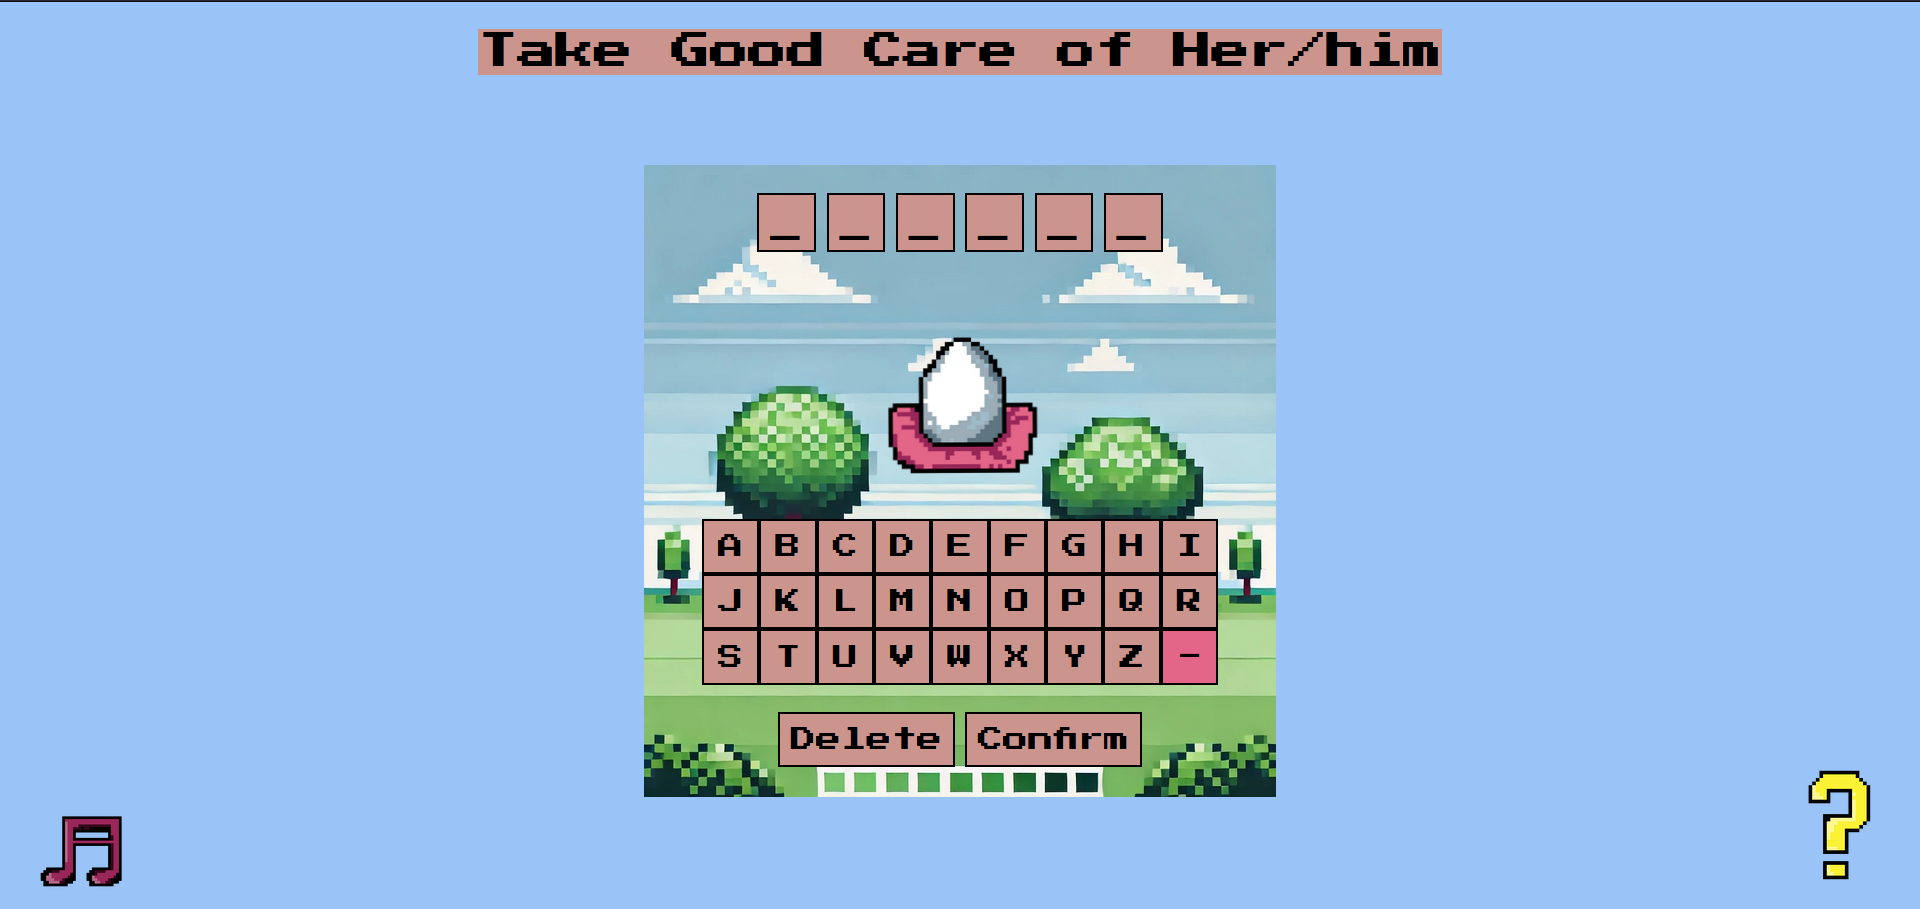 Take Good Care of Her/him
_ _ _ _ _ _
A B C D E F G H I
J K L M N O P Q R
S T U V W X Y Z -
Delete Confirm
?